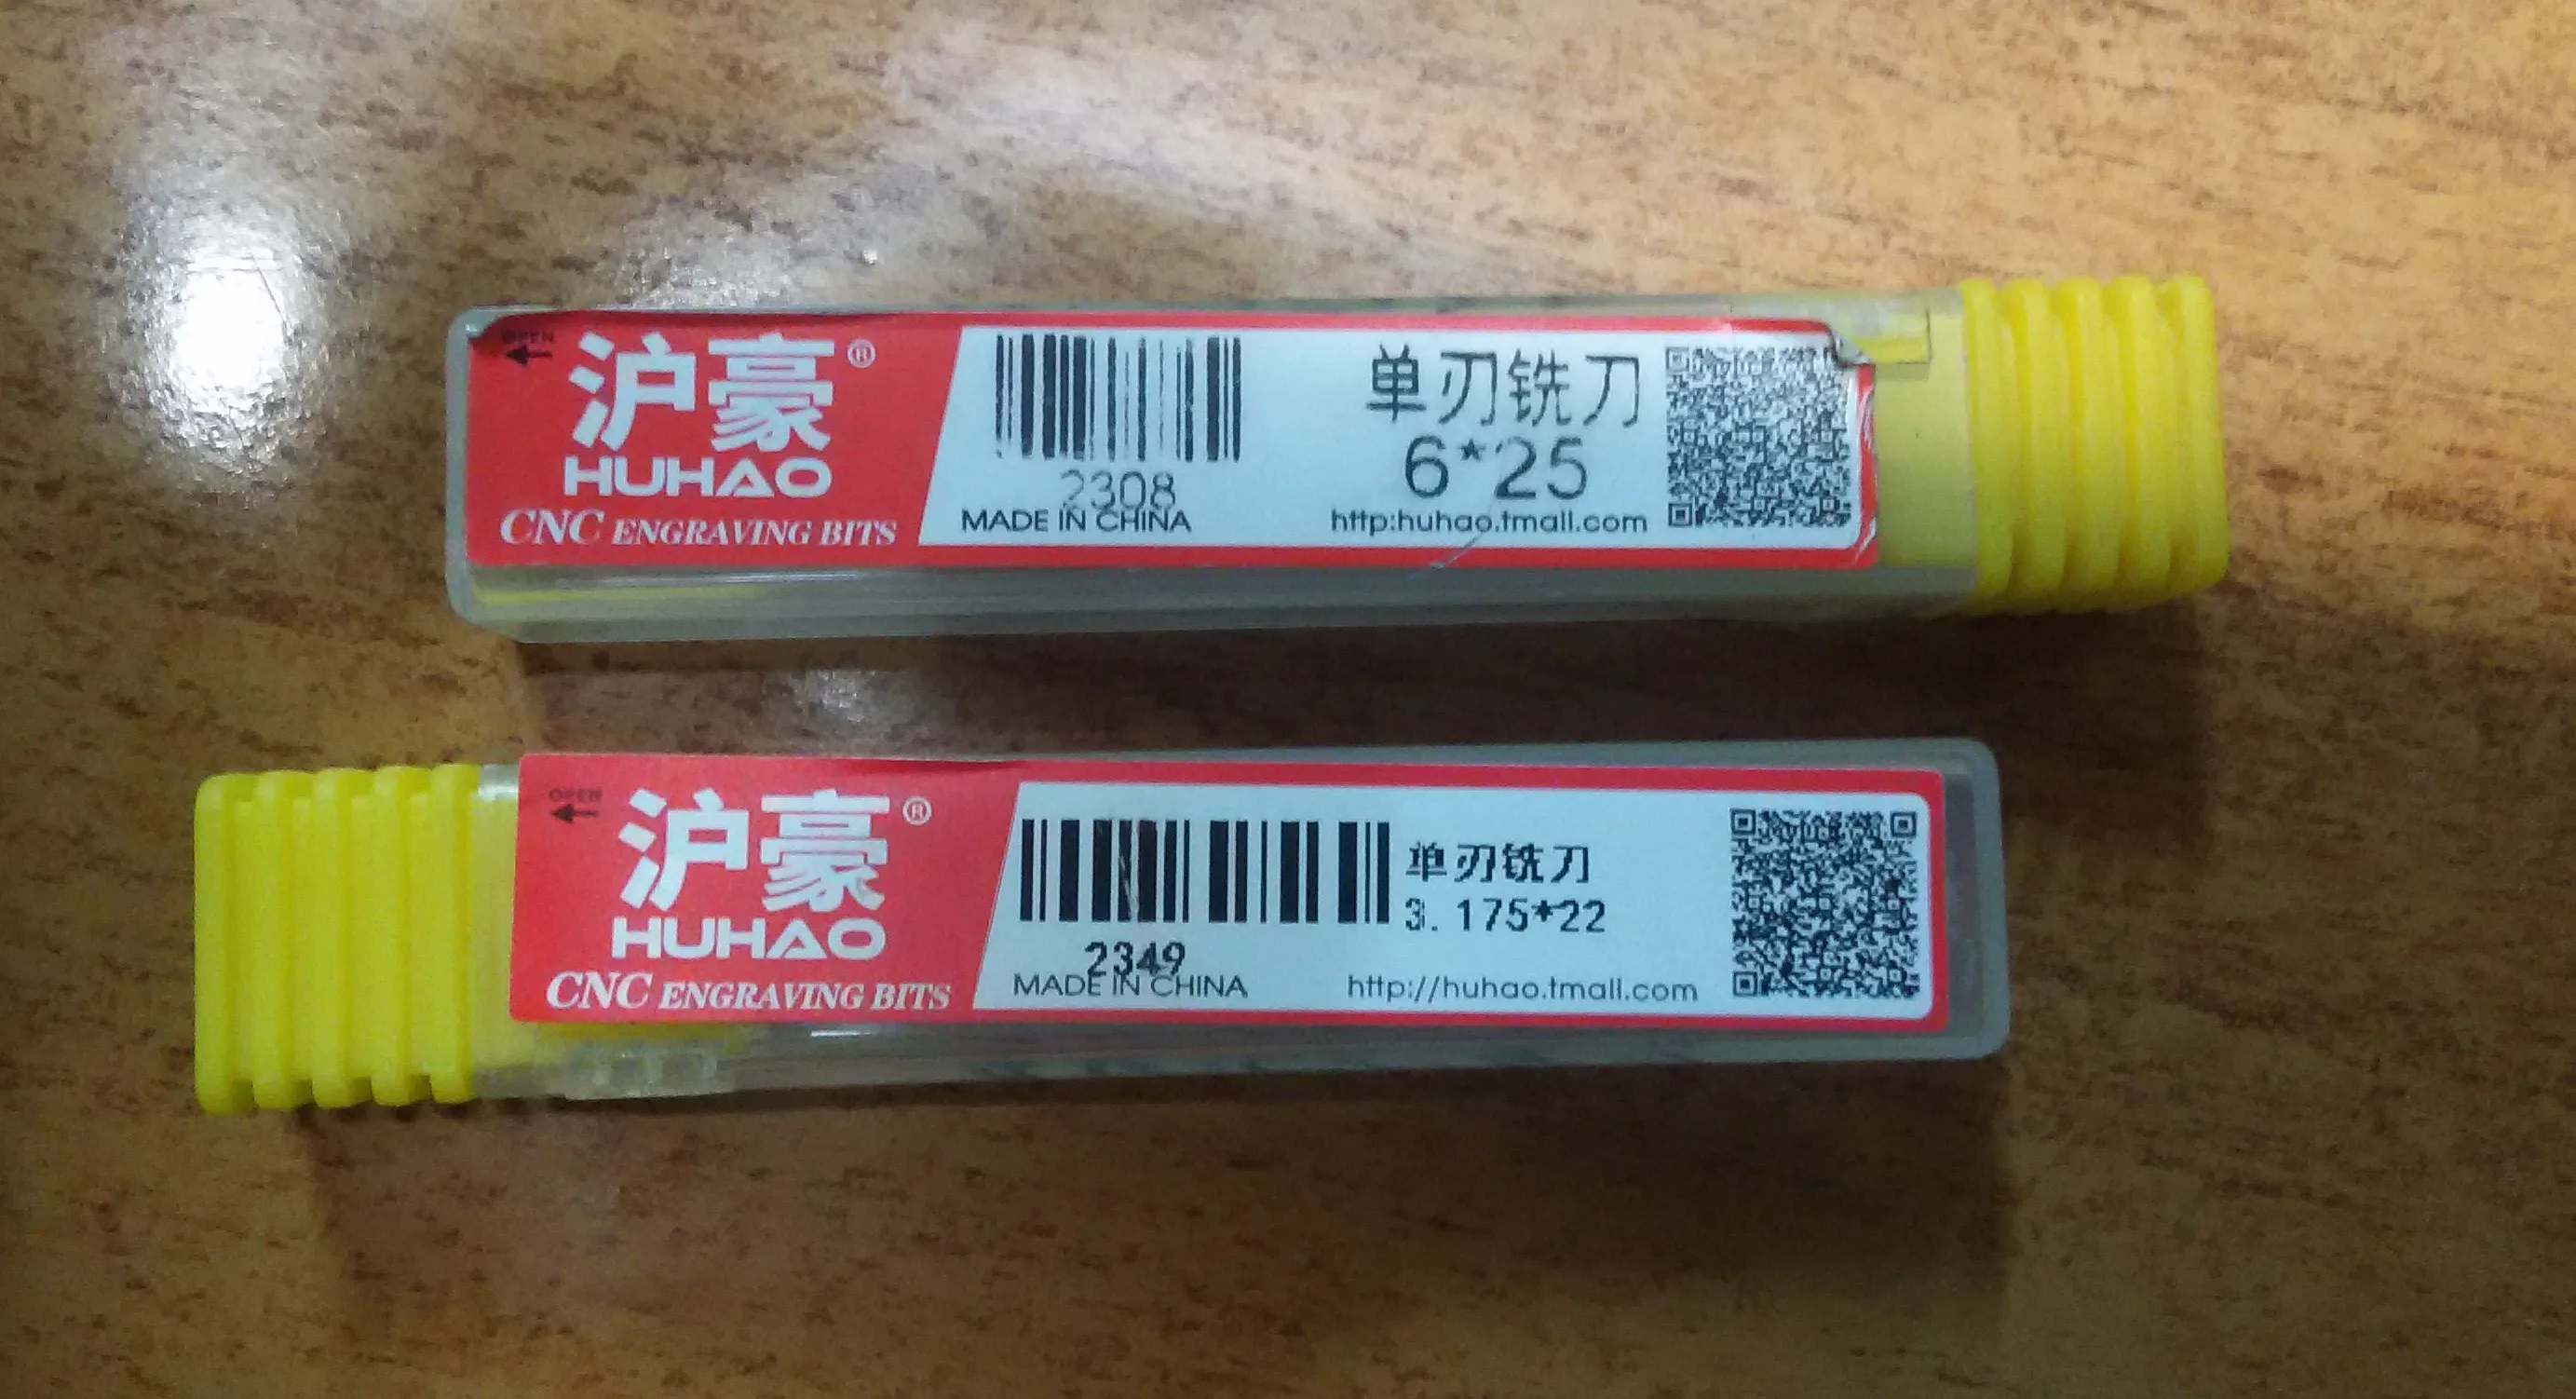 OPEN
沪豪®
HUHAO
CNC ENGRAVING BITS
2308
MADE IN CHINA
单刃铣刀
6*25
http:huhao.tmall.com
OPEN
沪豪®
HUHAO
CNC ENGRAVING BITS
2349
MADE IN CHINA
单刃铣刀
3. 175*22
http://huhao.tmall.com